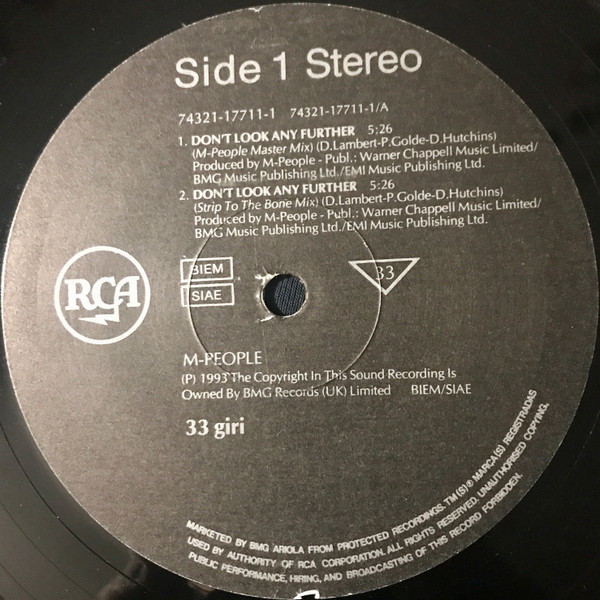 Side 1 Stereo
74321-17711-1 74321-17711-1/A
1. DON'T LOOK ANY FURTHER 5:26
(M-People Master Mix) (D.Lambert-P.Golde-D.Hutchins)
Produced by M-People - Publ.: Warner Chappell Music Limited/
BMG Music Publishing Ltd./EMI Music Publishing Ltd.
2. DON'T LOOK ANY FURTHER 5:26
(Strip To The Bone Mix) (D.Lambert-P.Golde-D.Hutchins)
Produced by M-People - Publ.: Warner Chappell Music Limited/
BMG Music Publishing Ltd./EMI Music Publishing Ltd.
RCA
BIEM
SIAE
33
M-PEOPLE
(P) 1993 The Copyright In This Sound Recording Is
Owned By BMG Records (UK) Limited BIEM/SIAE
33 giri
MARKETED BY BMG ARIOLA FROM PROTECTED RECORDINGS. TM(S)® MARCA(S) REGISTRADAS
USED BY AUTHORITY OF RCA CORPORATION. ALL RIGHTS RESERVED. UNAUTHORISED COPYING,
PUBLIC PERFORMANCE, HIRING, AND BROADCASTING OF THIS RECORD FORBIDDEN.